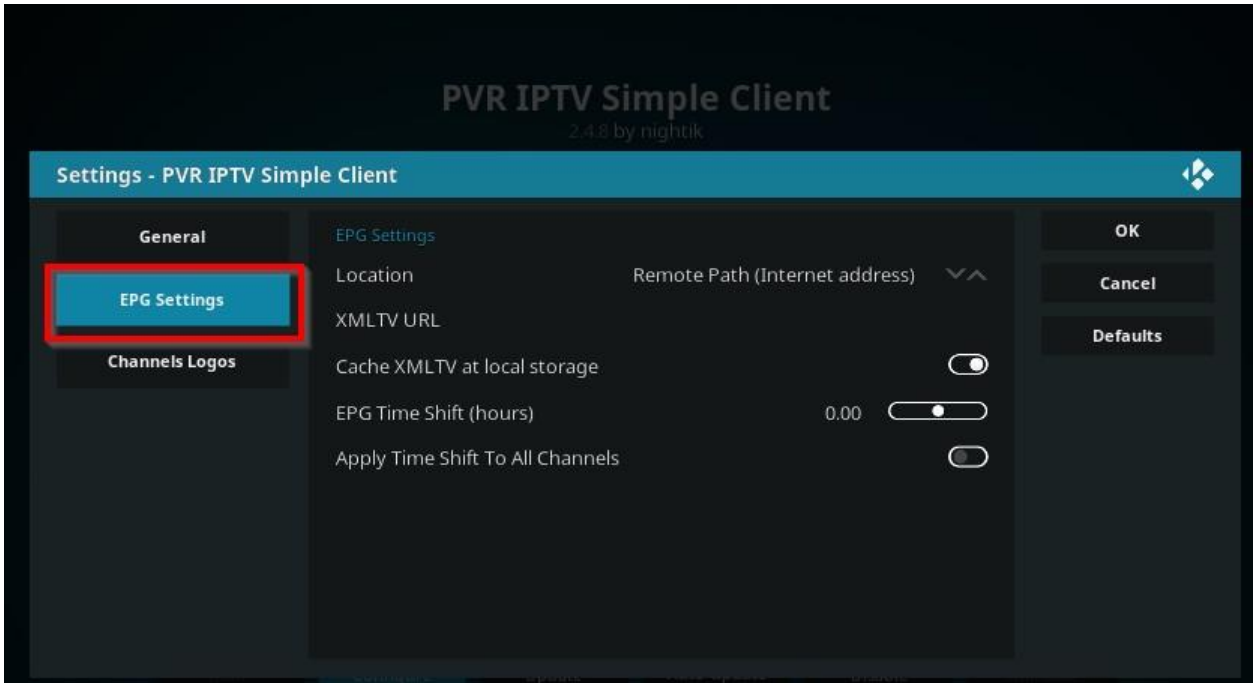 PVR IPTV Simple Client
2.4.8 by nightik
Settings - PVR IPTV Simple Client
General
EPG Settings
Channels Logos
EPG Settings
Location Remote Path (Internet address)
XMLTV URL
Cache XMLTV at local storage
EPG Time Shift (hours) 0.00
Apply Time Shift To All Channels
OK
Cancel
Defaults